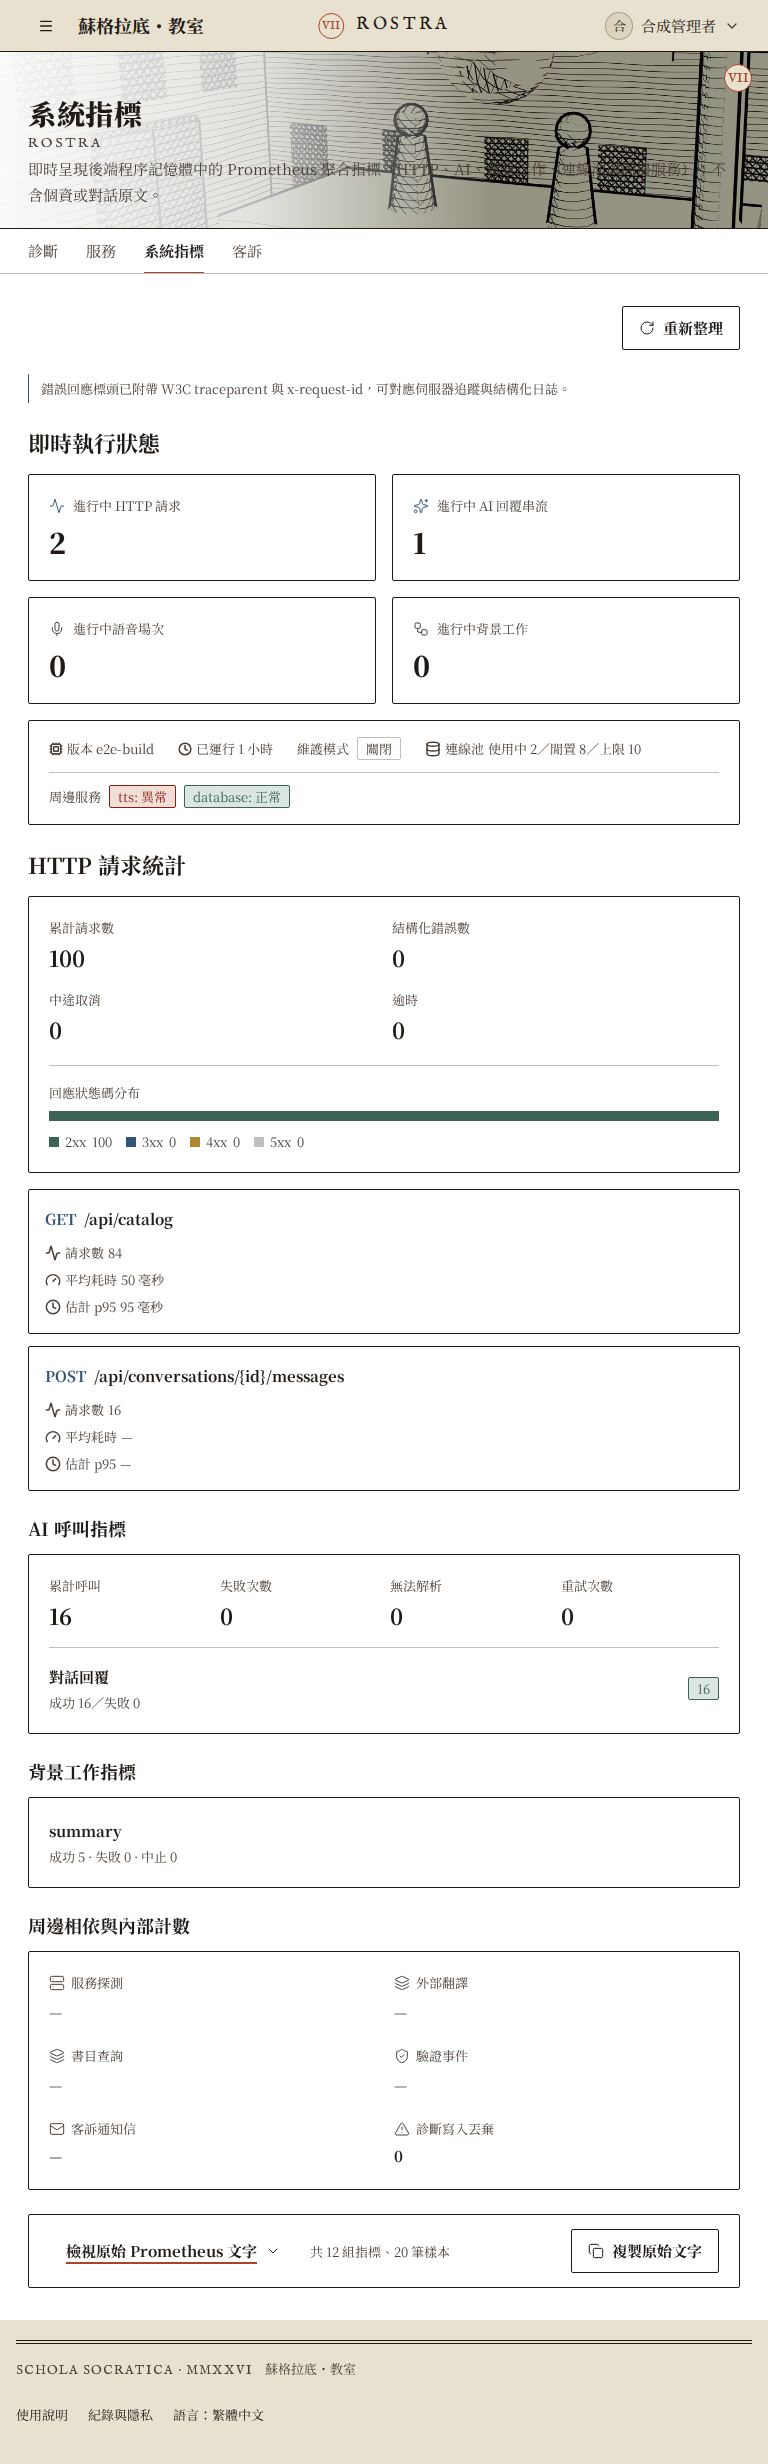 蘇格拉底・教室
VII ROSTRA
合 合成管理者
VII
系統指標
ROSTRA
即時呈現後端程序記憶體中的 Prometheus 聚合指標 HTTP、AI、 不
含個資或對話原文。
診斷 服務 系統指標 客訴
重新整理
錯誤回應標頭已附帶 W3C traceparent 與 x-request-id，可對應伺服器追蹤與結構化日誌。
即時執行狀態
進行中 HTTP 請求
2
進行中 AI 回覆串流
1
進行中語音場次
0
進行中背景工作
0
版本 e2e-build 已運行 1 小時 維護模式 關閉 連線池 使用中 2／閒置 8／上限 10
周邊服務 tts: 異常 database: 正常
HTTP 請求統計
累計請求數
100
結構化錯誤數
0
中途取消
0
逾時
0
回應狀態碼分布
2xx 100 3xx 0 4xx 0 5xx 0
GET /api/catalog
請求數 84
平均耗時 50 毫秒
估計 p95 95 毫秒
POST /api/conversations/{id}/messages
請求數 16
平均耗時 —
估計 p95 —
AI 呼叫指標
累計呼叫
16
失敗次數
0
無法解析
0
重試次數
0
對話回覆
成功 16／失敗 0
16
背景工作指標
summary
成功 5 · 失敗 0 · 中止 0
周邊相依與內部計數
服務探測
—
外部翻譯
—
書目查詢
—
驗證事件
—
客訴通知信
—
診斷寫入丟棄
0
檢視原始 Prometheus 文字 共 12 組指標、20 筆樣本 複製原始文字
SCHOLA SOCRATICA · MMXXVI 蘇格拉底・教室
使用說明 紀錄與隱私 語言：繁體中文